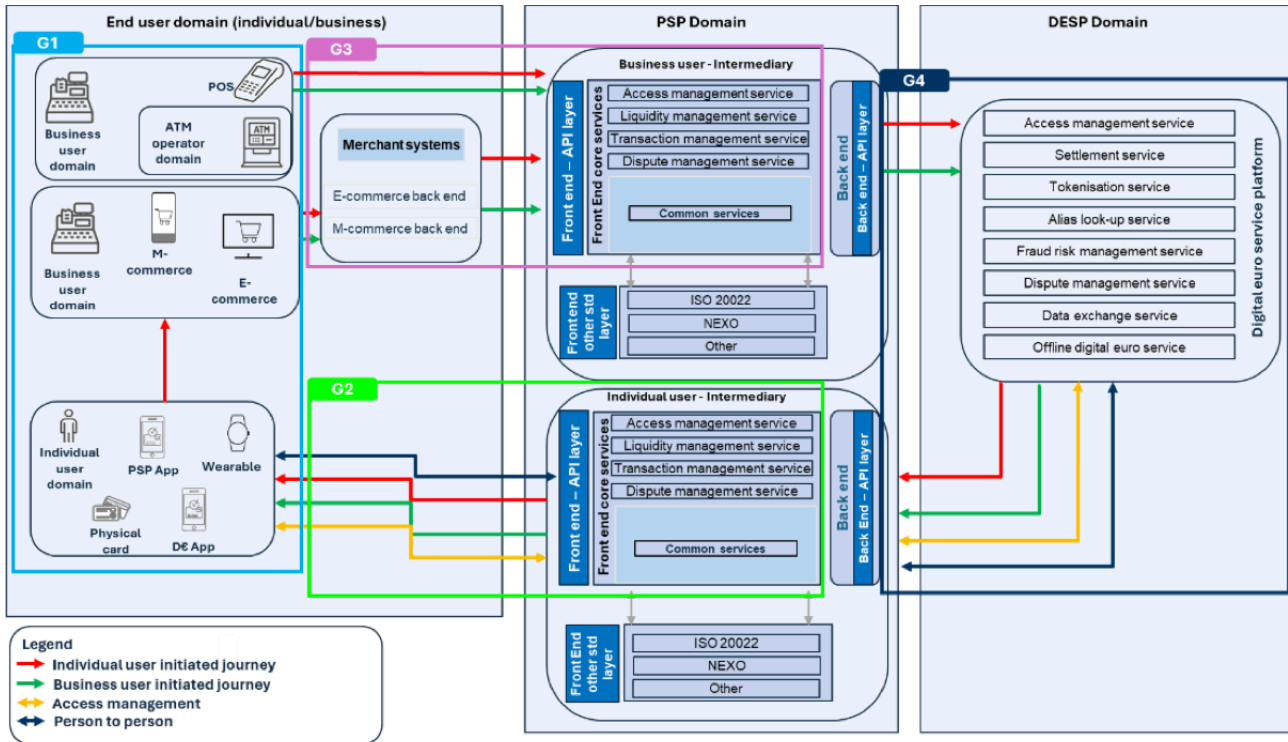 End user domain (individual/business)
PSP Domain
DESP Domain
G1
G3
G4
POS
Business
user
domain
ATM
operator
domain
ATM
Business
user
domain
M-
commerce
E-
commerce
Merchant systems
E-commerce back end
M-commerce back end
Business user - Intermediary
Front end – API layer
Front End core services
Access management service
Liquidity management service
Transaction management service
Dispute management service
Common services
Back end
Back end – API layer
Frontend
other std
layer
ISO 20022
NEXO
Other
Access management service
Settlement service
Tokenisation service
Alias look-up service
Fraud risk management service
Dispute management service
Data exchange service
Offline digital euro service
Digital euro service platform
G2
Individual
user
domain
PSP App
Wearable
Physical
card
D€ App
Individual user - Intermediary
Front end – API layer
Front end core services
Access management service
Liquidity management service
Transaction management service
Dispute management service
Common services
Back end
Back End – API layer
FrontEnd
other std
layer
ISO 20022
NEXO
Other
Legend
Individual user initiated journey
Business user initiated journey
Access management
Person to person